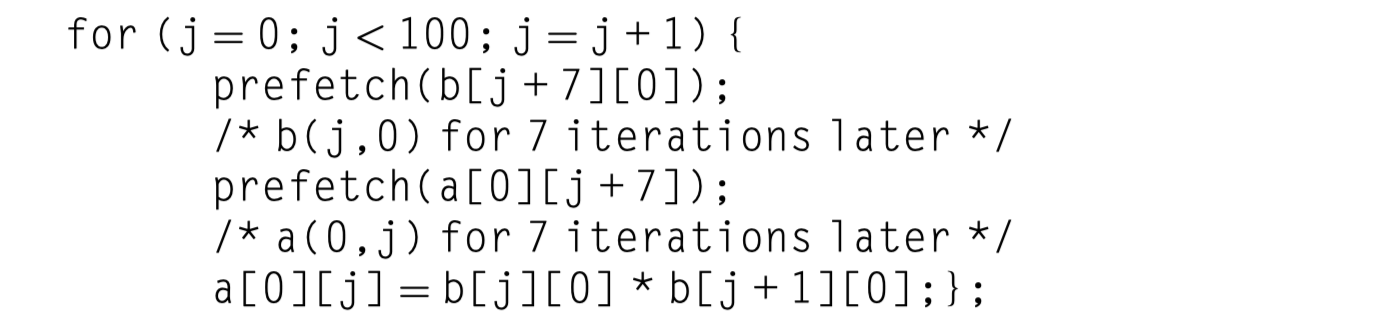 for (j = 0; j < 100; j = j + 1) {
prefetch(b[j + 7][0]);
/* b(j,0) for 7 iterations later */
prefetch(a[0][j + 7]);
/* a(0,j) for 7 iterations later */
a[0][j] = b[j][0] * b[j + 1][0];};